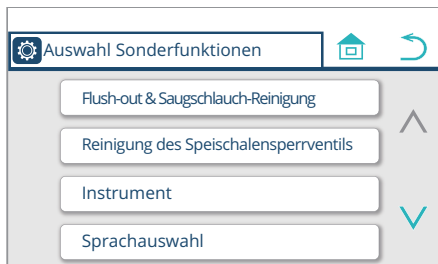 Auswahl Sonderfunktionen
Flush-out & Saugschlauch-Reinigung
Reinigung des Speischalensperrventils
Instrument
Sprachauswahl